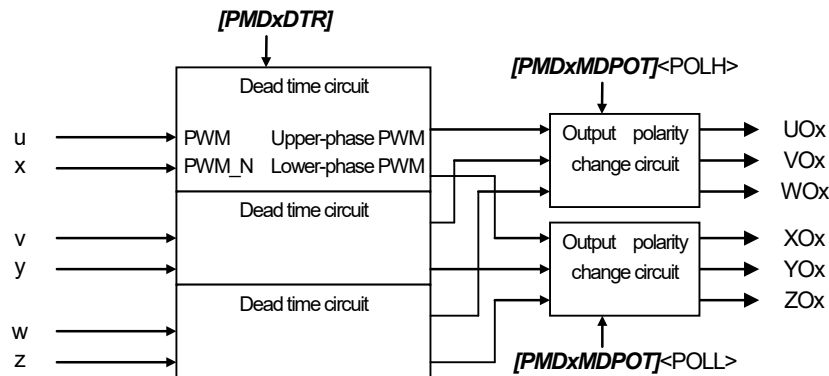 [PMDxDTR]
Dead time circuit
[PMDxMDPOT]<POLH>
u
PWM
Upper-phase PWM
Output polarity
change circuit
UOx
x
PWM_N
Lower-phase PWM
VOx
WOx
Dead time circuit
v
y
Output polarity
change circuit
XOx
YOx
ZOx
Dead time circuit
w
z
[PMDxMDPOT]<POLL>